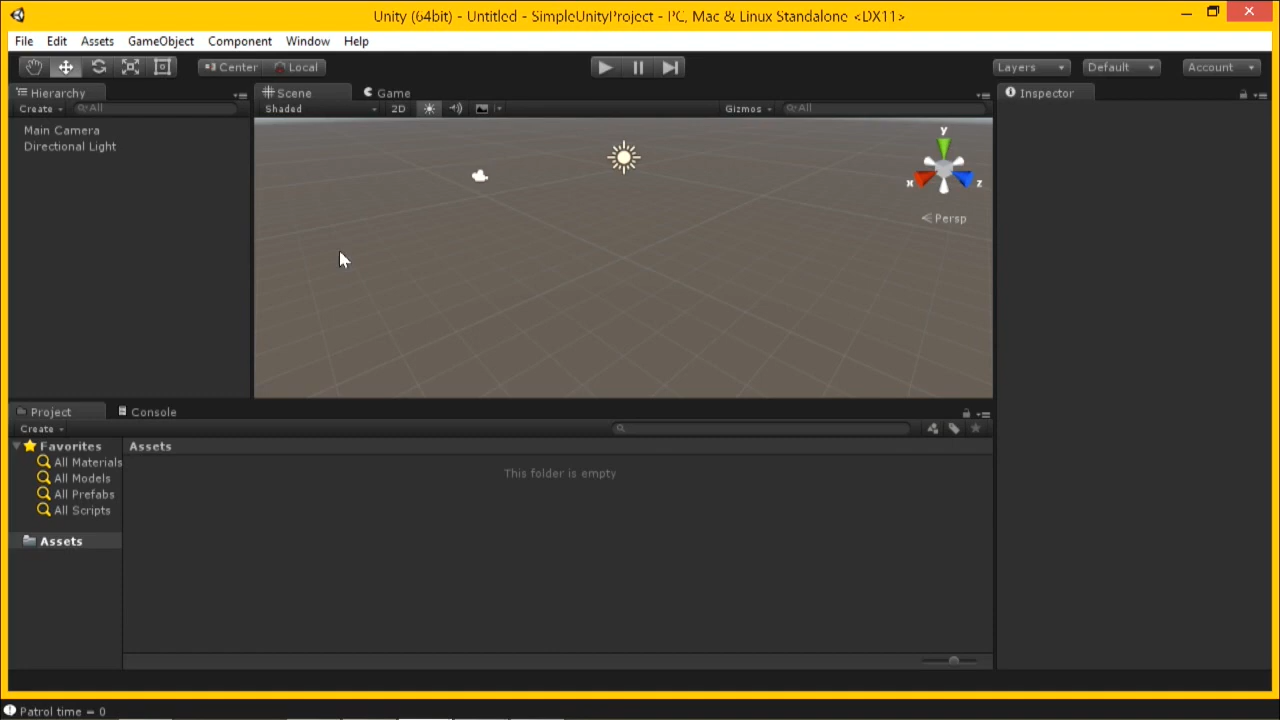 Unity (64bit) - Untitled - SimpleUnityProject - PC, Mac & Linux Standalone <DX11>
File Edit Assets GameObject Component Window Help
Center Local Layers Default Account
Hierarchy Scene Game Inspector
Create All Shaded 2D Gizmos All
Main Camera
Directional Light
y
x z
Persp
Project Console
Create
Favorites Assets
All Materials
All Models
All Prefabs
All Scripts
This folder is empty
Assets
Patrol time = 0